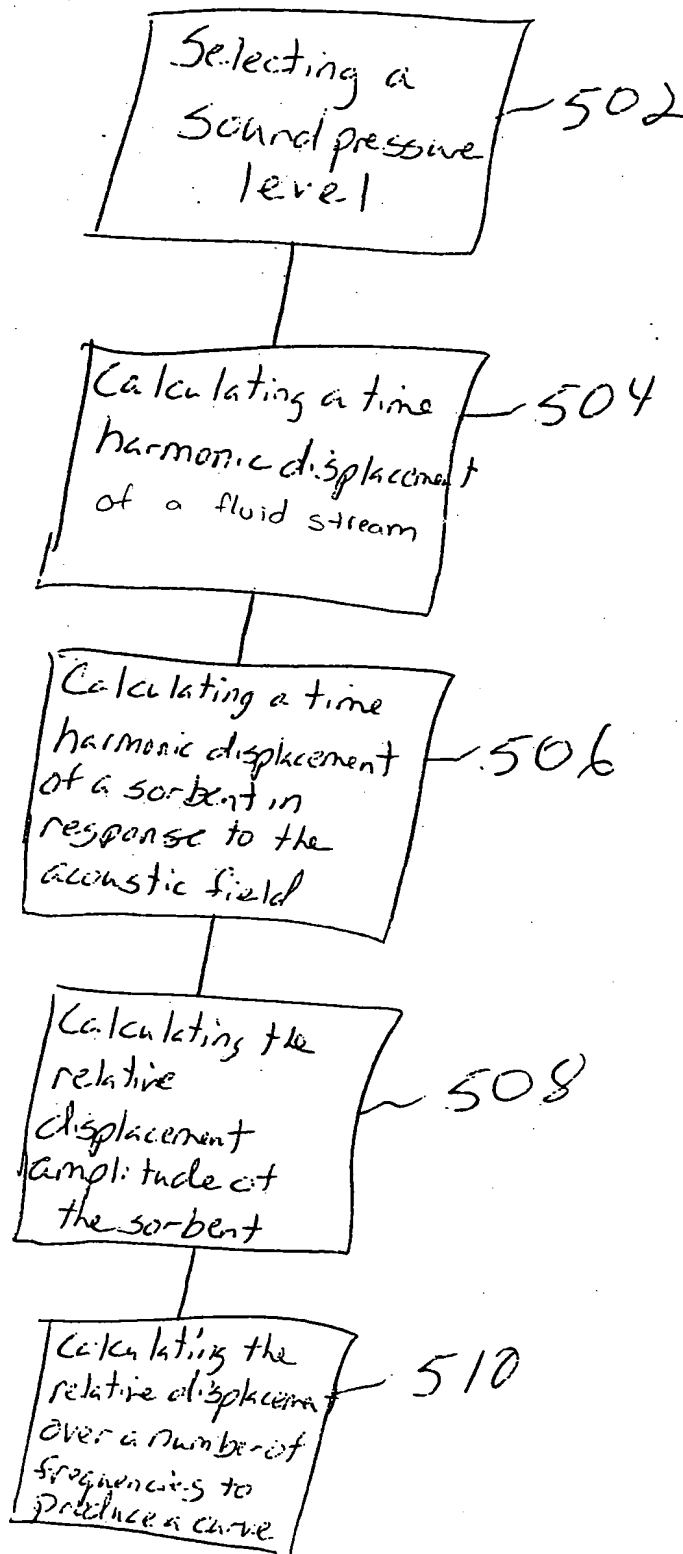 Selecting a
Sound pressure
level
502
Calculating a time
harmonic displacement
of a fluid stream
504
Calculating a time
harmonic displacement
of a sorbent in
response to the
acoustic field
506
Calculating the
relative
displacement
amplitude of
the sorbent
508
Calculating the
relative displacement
over a number of
frequencies to
produce a curve
510